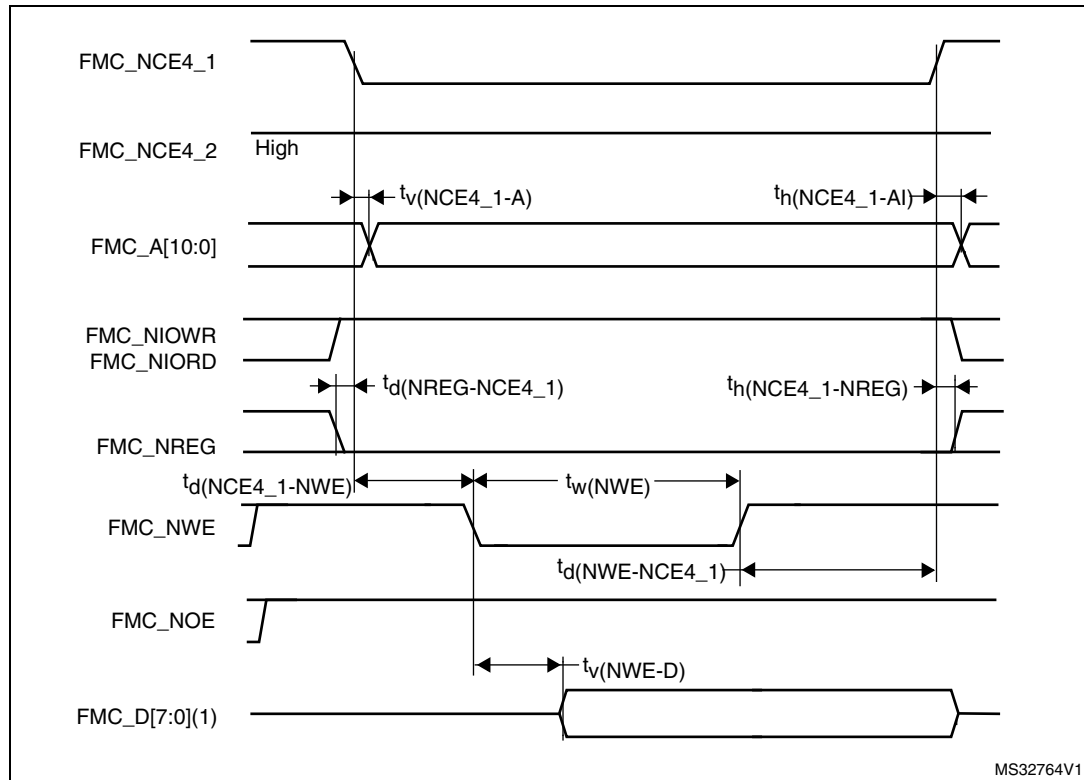 FMC_NCE4_1
FMC_NCE4_2
High
tv(NCE4_1-A)
th(NCE4_1-AI)
FMC_A[10:0]
FMC_NIOWR
FMC_NIORD
td(NREG-NCE4_1)
th(NCE4_1-NREG)
FMC_NREG
td(NCE4_1-NWE)
tw(NWE)
FMC_NWE
td(NWE-NCE4_1)
FMC_NOE
tv(NWE-D)
FMC_D[7:0](1)
MS32764V1